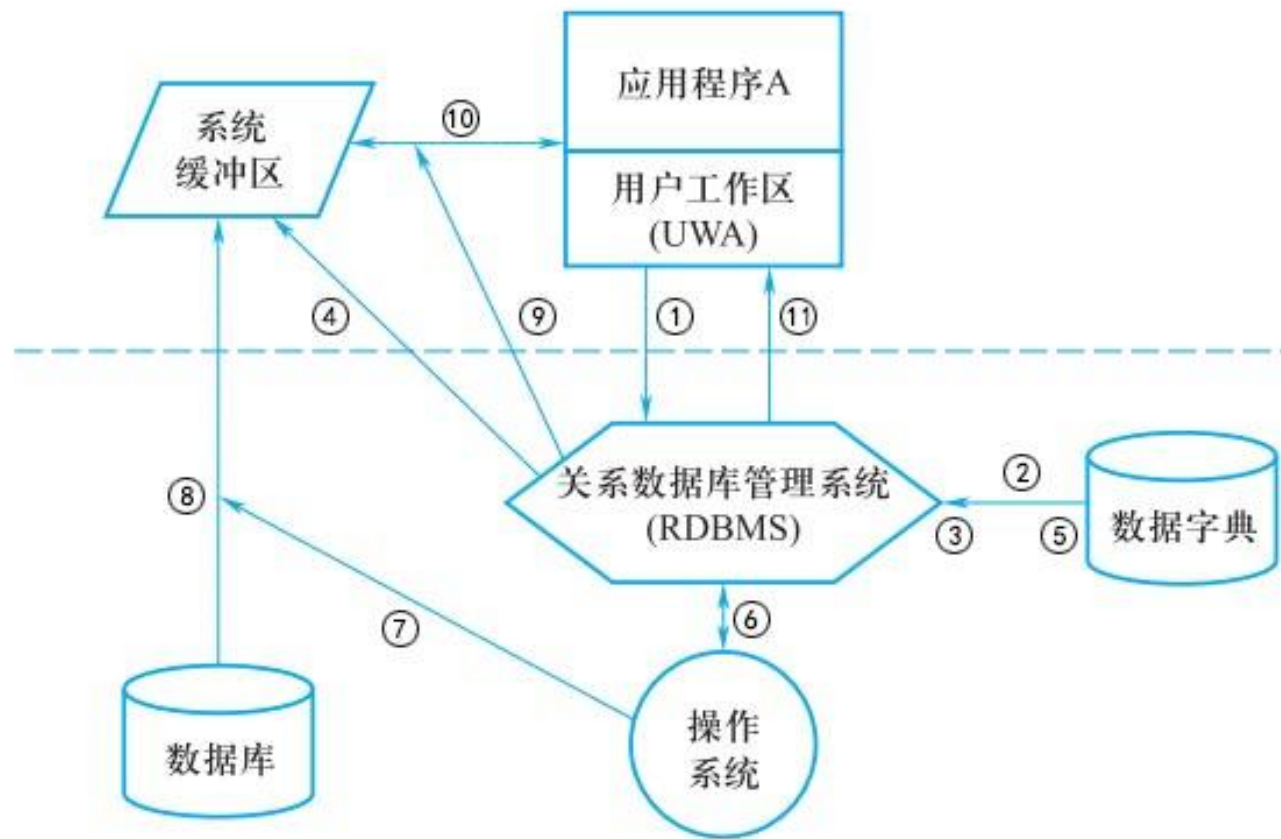 应用程序A
系统
缓冲区
⑩
用户工作区
(UWA)
④
⑨
①
⑪
关系数据库管理系统
(RDBMS)
②
③
⑤
数据字典
⑧
⑥
⑦
操作
系统
数据库